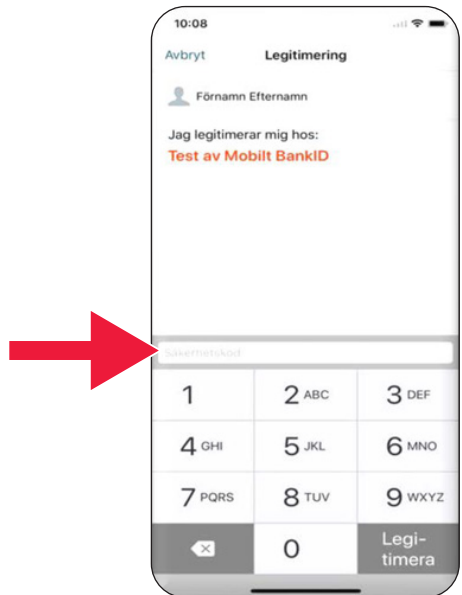 10:08
Avbryt Legitimering
Förnamn Efternamn
Jag legitimerar mig hos:
Test av Mobilt BankID
Säkerhetskod
1 2 ABC 3 DEF
4 GHI 5 JKL 6 MNO
7 PQRS 8 TUV 9 WXYZ
0 Legi-
timera